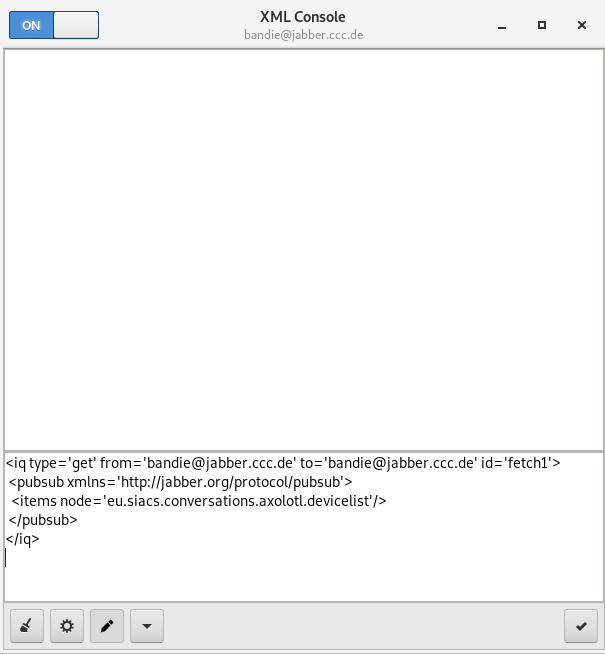 ON
XML Console
bandie@jabber.ccc.de
<iq type='get' from='bandie@jabber.ccc.de' to='bandie@jabber.ccc.de' id='fetch1'>
<pubsub xmlns='http://jabber.org/protocol/pubsub'>
<items node='eu.siacs.conversations.axolotl.devicelist'/>
</pubsub>
</iq>